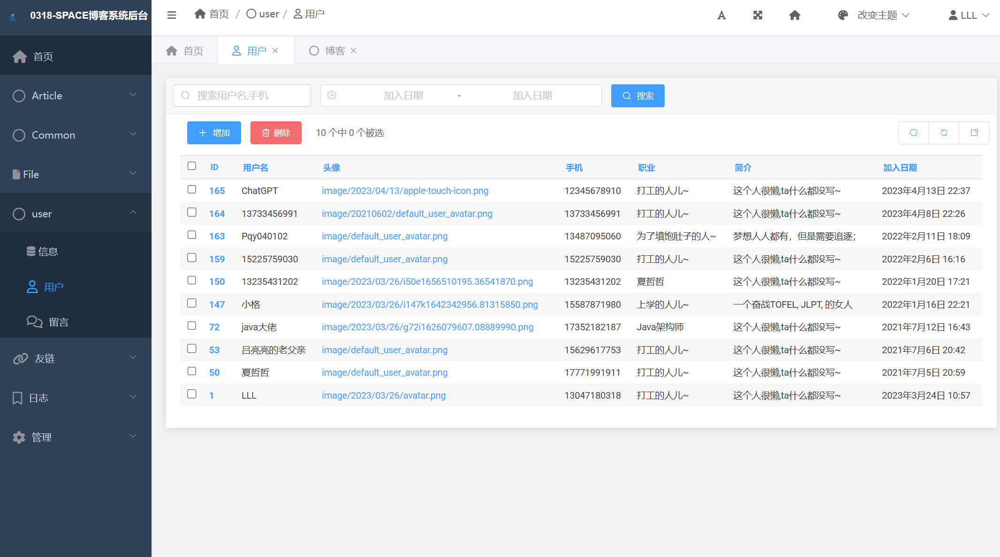 0318-SPACE博客系统后台
首页 / user / 用户
改变主题
LLL
首页 用户 博客
首页
Article
Common
File
user
信息
用户
留言
友链
日志
管理
搜索用户名,手机 加入日期 - 加入日期 搜索
增加 删除 10 个中 0 个被选
ID 用户名 头像 手机 职业 简介 加入日期
165 ChatGPT image/2023/04/13/apple-touch-icon.png 12345678910 打工的人儿~ 这个人很懒,ta什么都没写~ 2023年4月13日 22:37
164 13733456991 image/20210602/default_user_avatar.png 13733456991 打工的人儿~ 这个人很懒,ta什么都没写~ 2023年4月8日 22:26
163 Pqy040102 image/default_user_avatar.png 13487095060 为了填饱肚子的人~ 梦想人人都有，但是需要追逐； 2022年2月11日 18:09
159 15225759030 image/default_user_avatar.png 15225759030 打工的人儿~ 这个人很懒,ta什么都没写~ 2022年2月6日 16:16
150 13235431202 image/2023/03/26/i50e1656510195.36541870.png 13235431202 夏哲哲 这个人很懒,ta什么都没写~ 2022年1月20日 17:21
147 小格 image/2023/03/26/i147k1642342956.81315850.png 15587871980 上学的人儿~ 一个奋战TOFEL, JLPT, 的女人 2022年1月16日 22:21
72 java大佬 image/2023/03/26/g72i1626079607.08889990.png 17352182187 Java架构师 这个人很懒,ta什么都没写~ 2021年7月12日 16:43
53 吕亮亮的老父亲 image/default_user_avatar.png 15629617753 打工的人儿~ 这个人很懒,ta什么都没写~ 2021年7月6日 20:42
50 夏哲哲 image/default_user_avatar.png 17771991911 打工的人儿~ 这个人很懒,ta什么都没写~ 2021年7月5日 20:59
1 LLL image/2023/03/26/avatar.png 13047180318 打工的人儿~ 这个人很懒,ta什么都没写~ 2023年3月24日 10:57